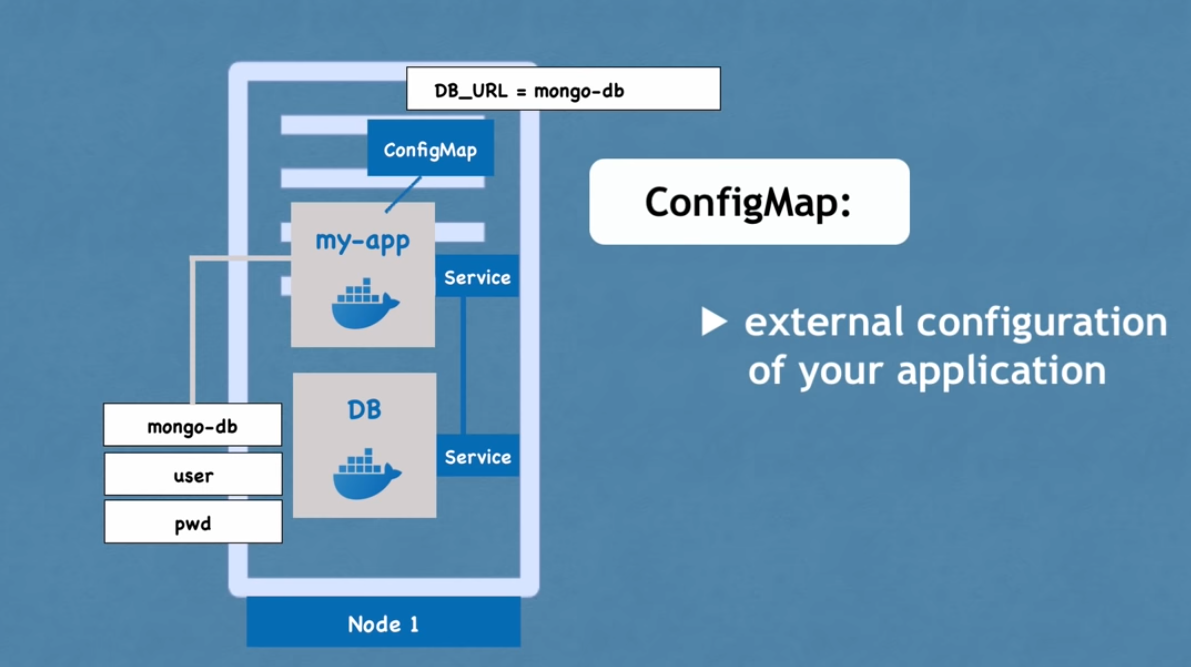 DB_URL = mongo-db
ConfigMap
ConfigMap:
my-app
Service
external configuration
of your application
DB
mongo-db
Service
user
pwd
Node 1